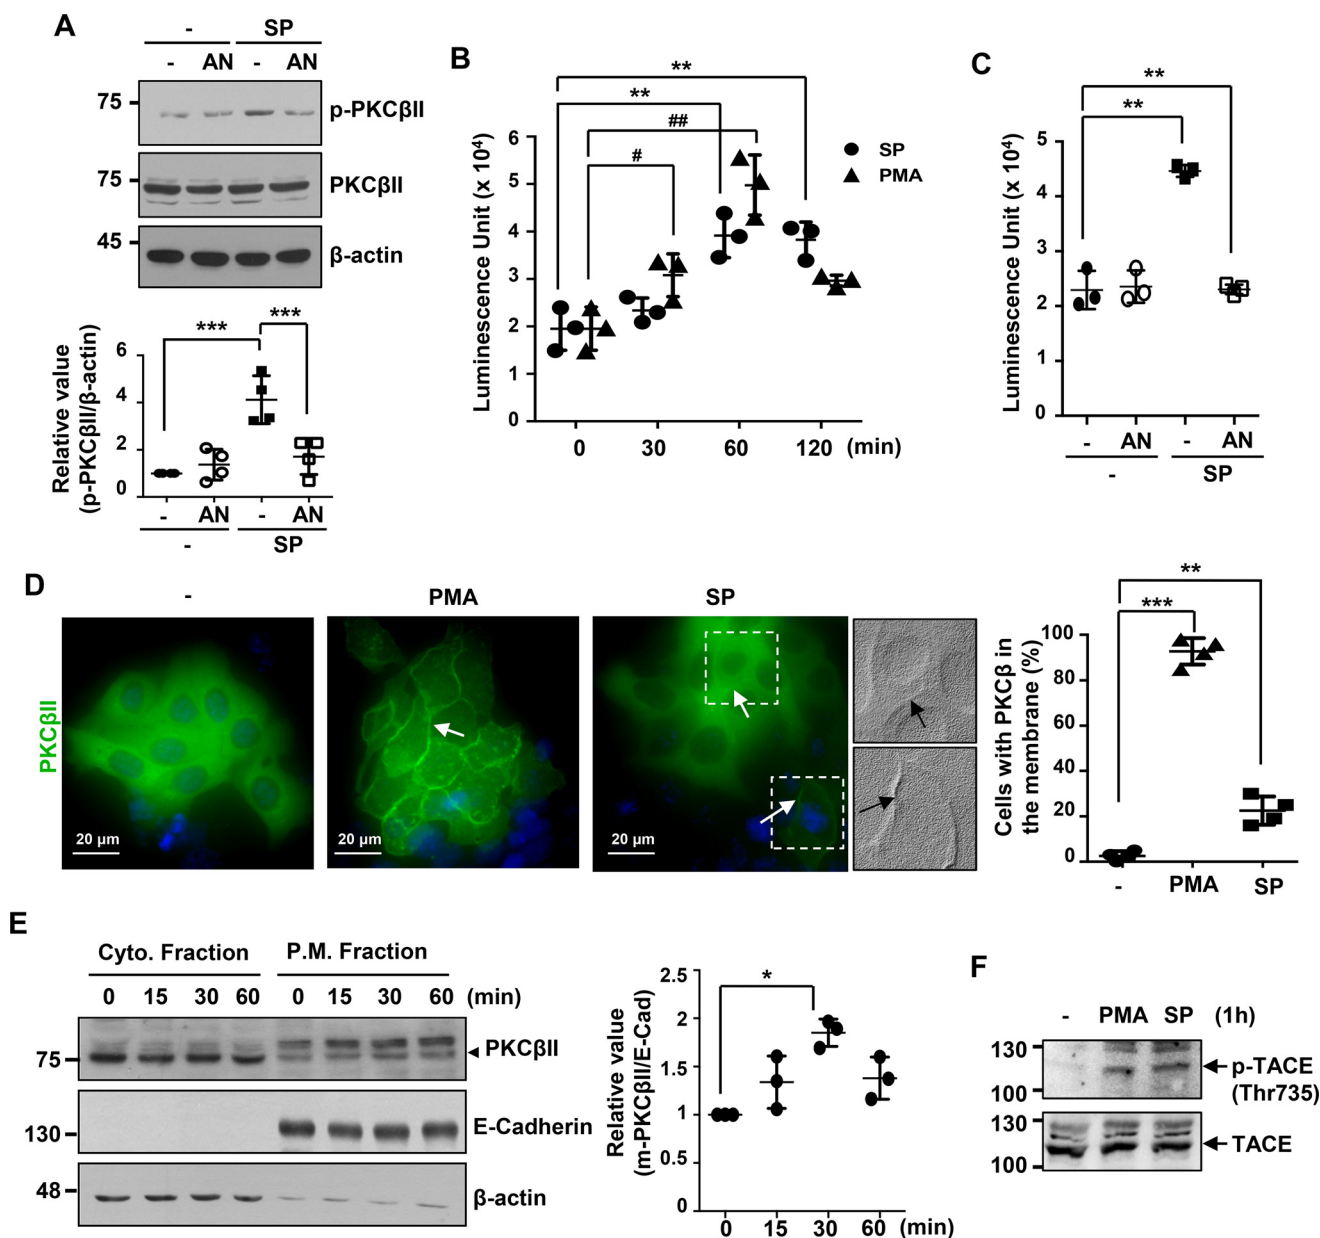 A
- SP
- AN - AN
75
p-PKCβII
75
PKCβII
45
β-actin
Relative value
(p-PKCβII/β-actin)
*** ***
6
4
2
0
- AN - AN
- SP
B
Luminescence Unit (x 10⁴)
**
**
##
#
SP
PMA
6
5
4
3
2
1
0
0 30 60 120 (min)
C
Luminescence Unit (x 10⁴)
**
**
5
4
3
2
1
0
- AN - AN
- SP
D
- PMA SP
PKCβII
20 μm
20 μm
20 μm
Cells with PKCβ in
the membrane (%)
**
***
100
80
60
40
20
0
- PMA SP
E
Cyto. Fraction P.M. Fraction
0 15 30 60 0 15 30 60 (min)
75
PKCβII
130
E-Cadherin
48
β-actin
Relative value
(m-PKCβII/E-Cad)
*
2.5
2
1.5
1
0.5
0
0 15 30 60 (min)
F
- PMA SP (1h)
130
p-TACE
(Thr735)
100
130
TACE
100